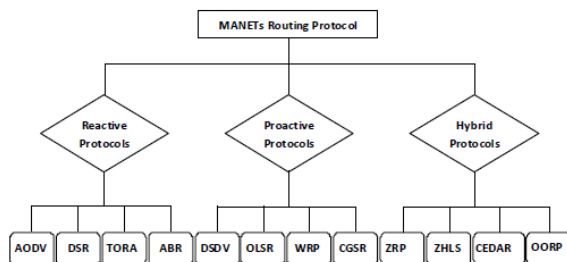 MANETs Routing Protocol
Reactive
Protocols
Proactive
Protocols
Hybrid
Protocols
AODV
DSR
TORA
ABR
DSDV
OLSR
WRP
CGSR
ZRP
ZHLS
CEDAR
OORP